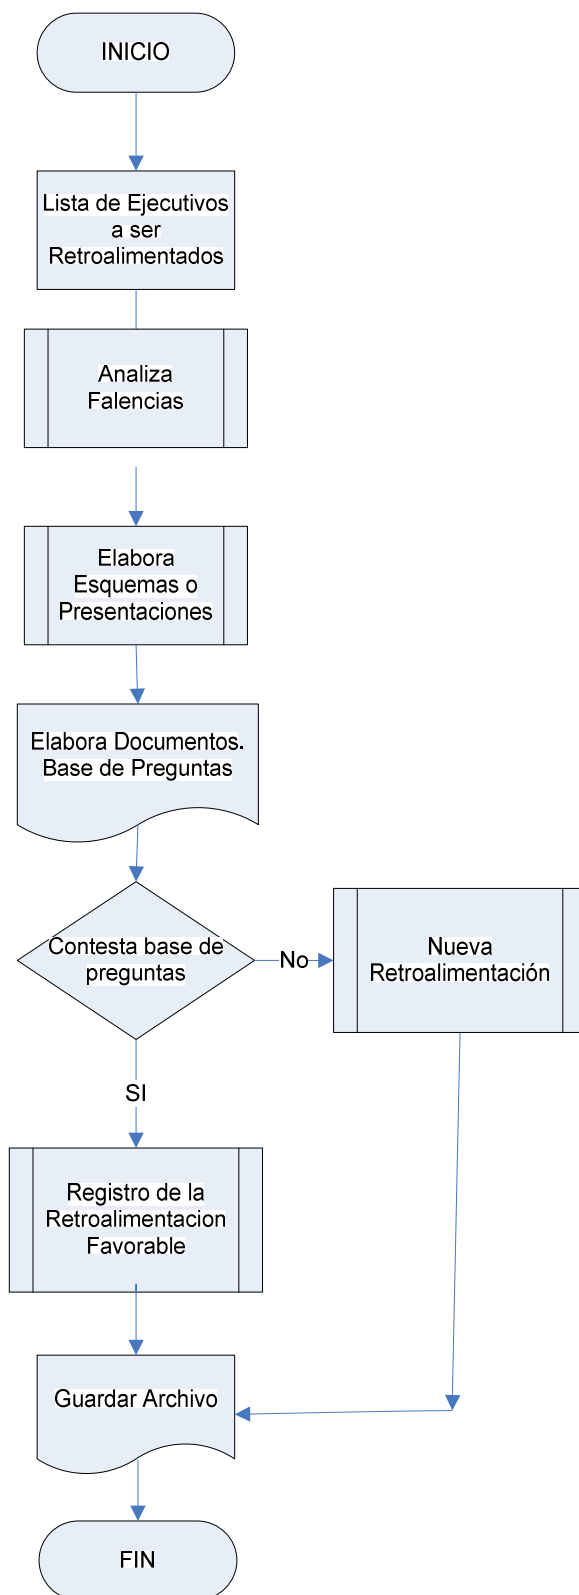 INICIO
Lista de Ejecutivos
a ser
Retroalimentados
Analiza
Falencias
Elabora
Esquemas o
Presentaciones
Elabora Documentos.
Base de Preguntas
Contesta base de
preguntas
No
Nueva
Retroalimentación
SI
Registro de la
Retroalimentacion
Favorable
Guardar Archivo
FIN